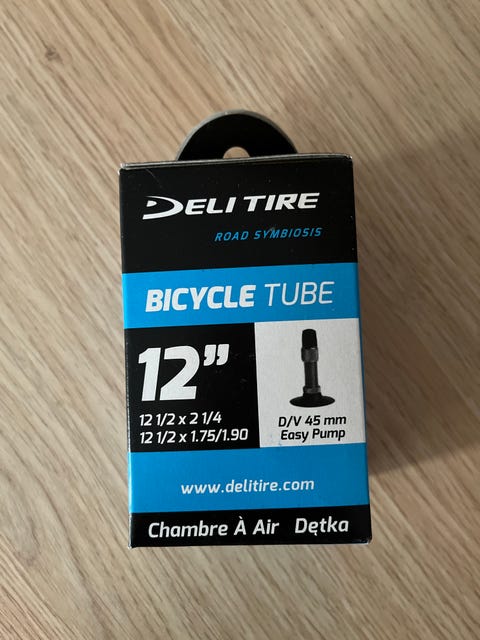 DELI TIRE
ROAD SYMBIOSIS
BICYCLE TUBE
12”
12 1/2 x 2 1/4
12 1/2 x 1.75/1.90
D/V 45 mm
Easy Pump
www.delitire.com
Chambre À Air Dętka